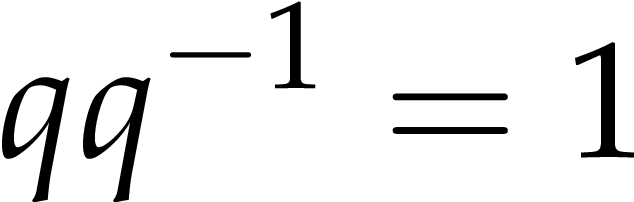 qq⁻¹ = 1